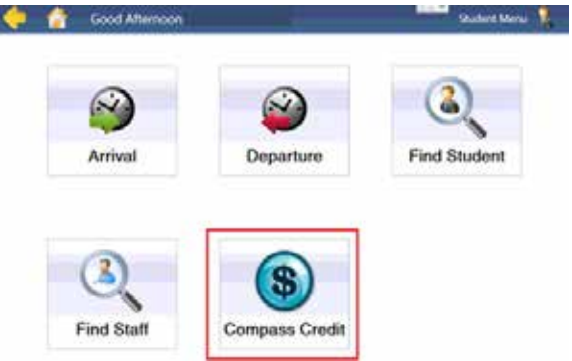 Good Afternoon
Student Menu
Arrival
Departure
Find Student
Find Staff
Compass Credit